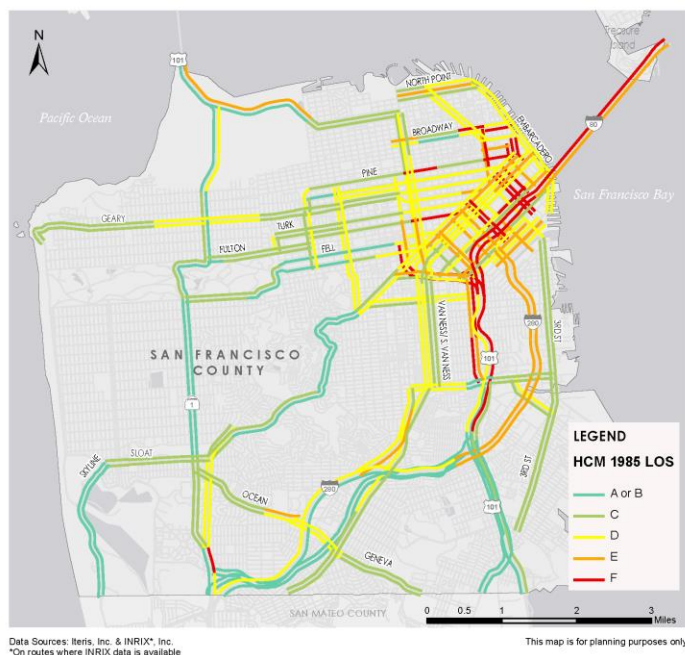 N
Treasure
Island
101
Pacific Ocean
NORTH POINT
EMBARCADERO
BROADWAY
80
PINE
San Francisco Bay
GEARY
TURK
FULTON
FELL
280
VAN NESS/ S. VAN NESS
3RD ST
SAN FRANCISCO
COUNTY
101
1
SLOAT
SKYLINE
280
OCEAN
101
3RD ST
GENEVA
LEGEND
HCM 1985 LOS
A or B
C
D
E
F
SAN MATEO COUNTY
0 0.5 1 2 3
Miles
Data Sources: Iteris, Inc. & INRIX*, Inc.
*On routes where INRIX data is available
This map is for planning purposes only